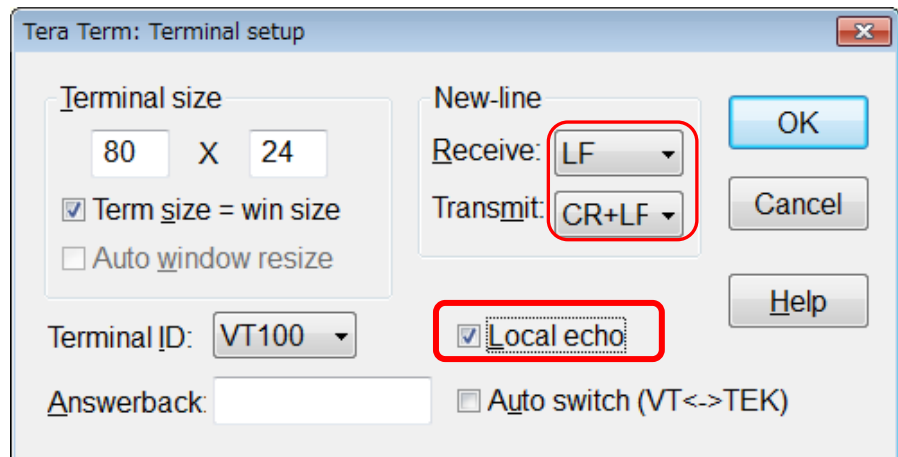 Tera Term: Terminal setup
Terminal size
80 X 24
Term size = win size
Auto window resize
New-line
Receive: LF
Transmit: CR+LF
OK
Cancel
Help
Terminal ID: VT100
Local echo
Answerback:
Auto switch (VT<->TEK)